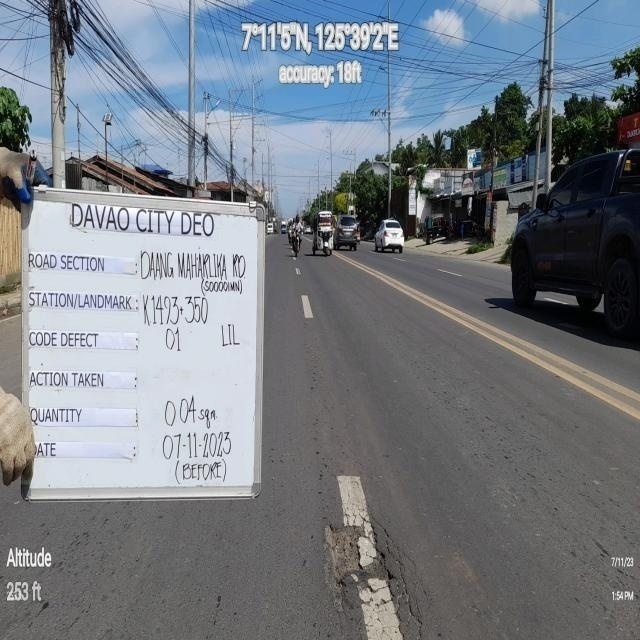 7°11'5"N, 125°39'2"E
accuracy: 18ft
DAVAO CITY DEO
ROAD SECTION DAANG MAHARLIKA RD
(S00001MN)
STATION/LANDMARK : K1493+350
CODE DEFECT 01 LIL
ACTION TAKEN
QUANTITY 0.04 sqm
DATE 07-11-2023
(BEFORE)
Altitude
253 ft
7/11/23
1:54 PM